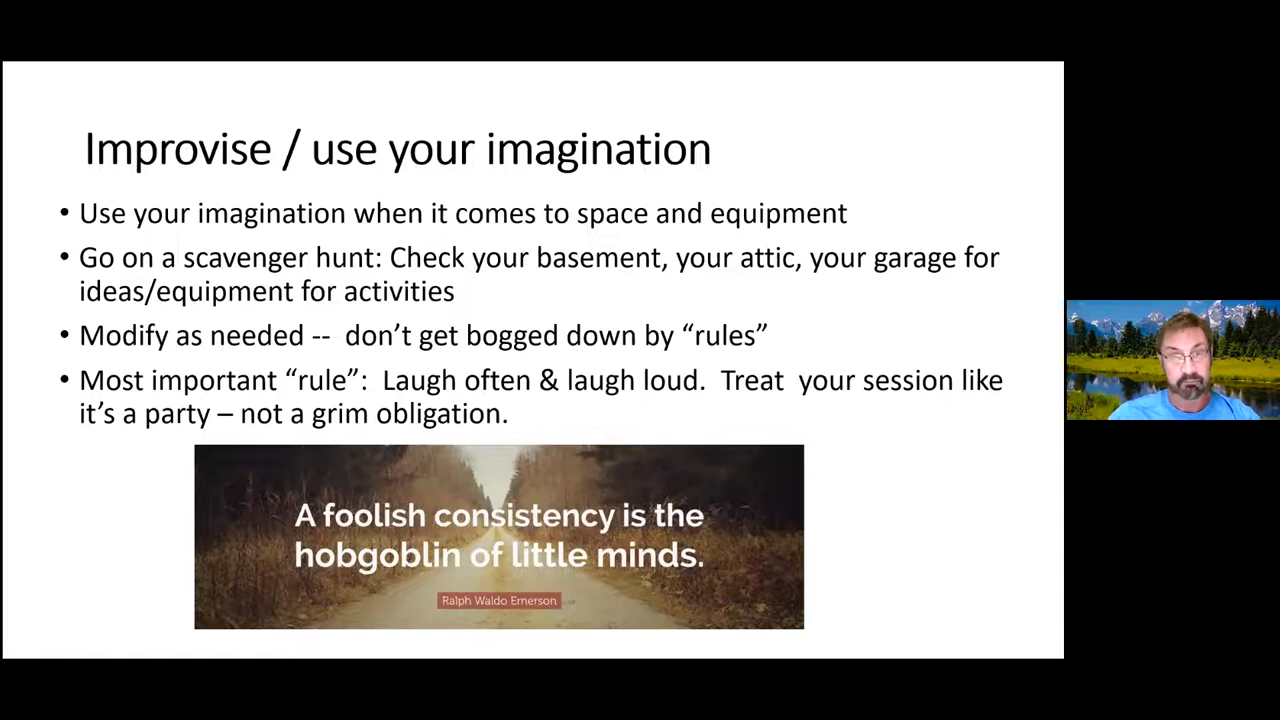 Improvise / use your imagination
• Use your imagination when it comes to space and equipment
• Go on a scavenger hunt: Check your basement, your attic, your garage for
ideas/equipment for activities
• Modify as needed --  don’t get bogged down by “rules”
• Most important “rule”:  Laugh often & laugh loud.  Treat  your session like
it’s a party – not a grim obligation.
A foolish consistency is the
hobgoblin of little minds.
Ralph Waldo Emerson